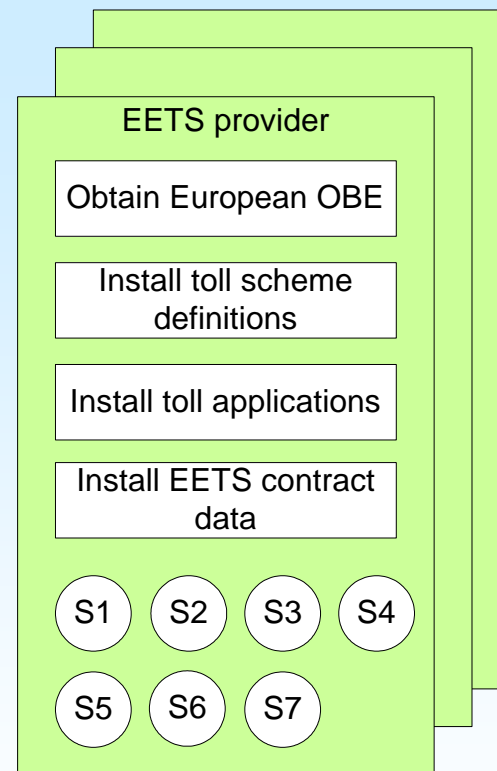 EETS provider
Obtain European OBE
Install toll scheme
definitions
Install toll applications
Install EETS contract
data
S1 S2 S3 S4
S5 S6 S7